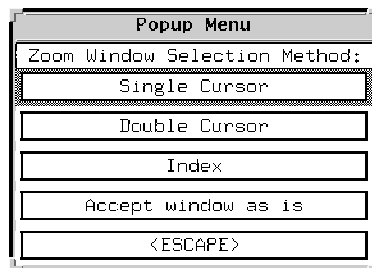 Popup Menu
Zoom Window Selection Method:
Single Cursor
Double Cursor
Index
Accept window as is
<ESCAPE>